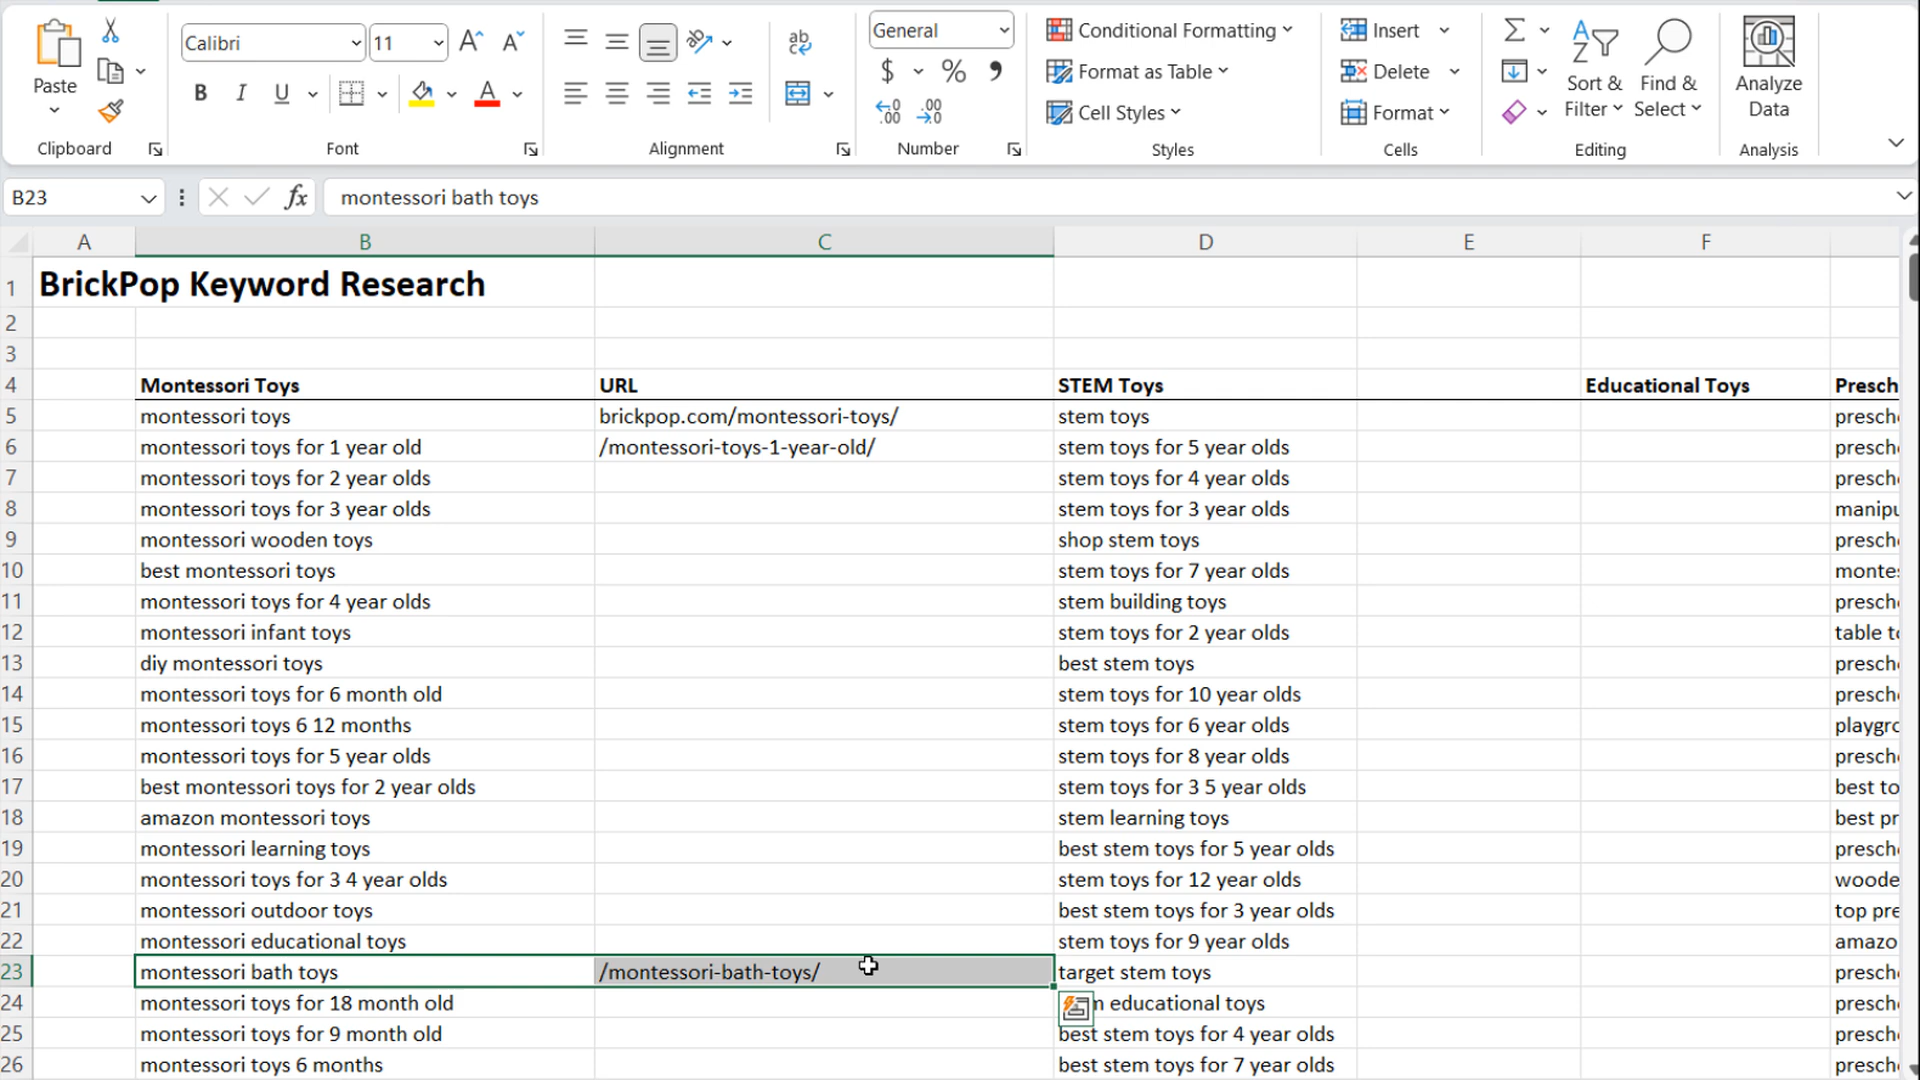 Paste
Clipboard
Calibri
11
B I U
A
Font
ab
Alignment
General
$ % 9
Number
Conditional Formatting
Format as Table
Cell Styles
Styles
Insert
Delete
Format
Cells
Sort &
Filter
Find &
Select
Editing
Analyze
Data
Analysis
B23
fx
montessori bath toys
A B C D E F
1 BrickPop Keyword Research
2
3
4 Montessori Toys URL STEM Toys Educational Toys Presch
5 montessori toys brickpop.com/montessori-toys/ stem toys
6 montessori toys for 1 year old /montessori-toys-1-year-old/ stem toys for 5 year olds
7 montessori toys for 2 year olds stem toys for 4 year olds
8 montessori toys for 3 year olds stem toys for 3 year olds manipu
9 montessori wooden toys shop stem toys
10 best montessori toys stem toys for 7 year olds
11 montessori toys for 4 year olds stem building toys
12 montessori infant toys stem toys for 2 year olds table
13 diy montessori toys best stem toys
14 montessori toys for 6 month old stem toys for 10 year olds
15 montessori toys 6 12 months stem toys for 6 year olds
16 montessori toys for 5 year olds stem toys for 8 year olds
17 best montessori toys for 2 year olds stem toys for 3 5 year olds best to
18 amazon montessori toys stem learning toys best pr
19 montessori learning toys best stem toys for 5 year olds
20 montessori toys for 3 4 year olds stem toys for 12 year olds woode
21 montessori outdoor toys best stem toys for 3 year olds top pre
22 montessori educational toys stem toys for 9 year olds amazo
23 montessori bath toys /montessori-bath-toys/ target stem toys
24 montessori toys for 18 month old educational toys
25 montessori toys for 9 month old best stem toys for 4 year olds
26 montessori toys 6 months best stem toys for 7 year olds